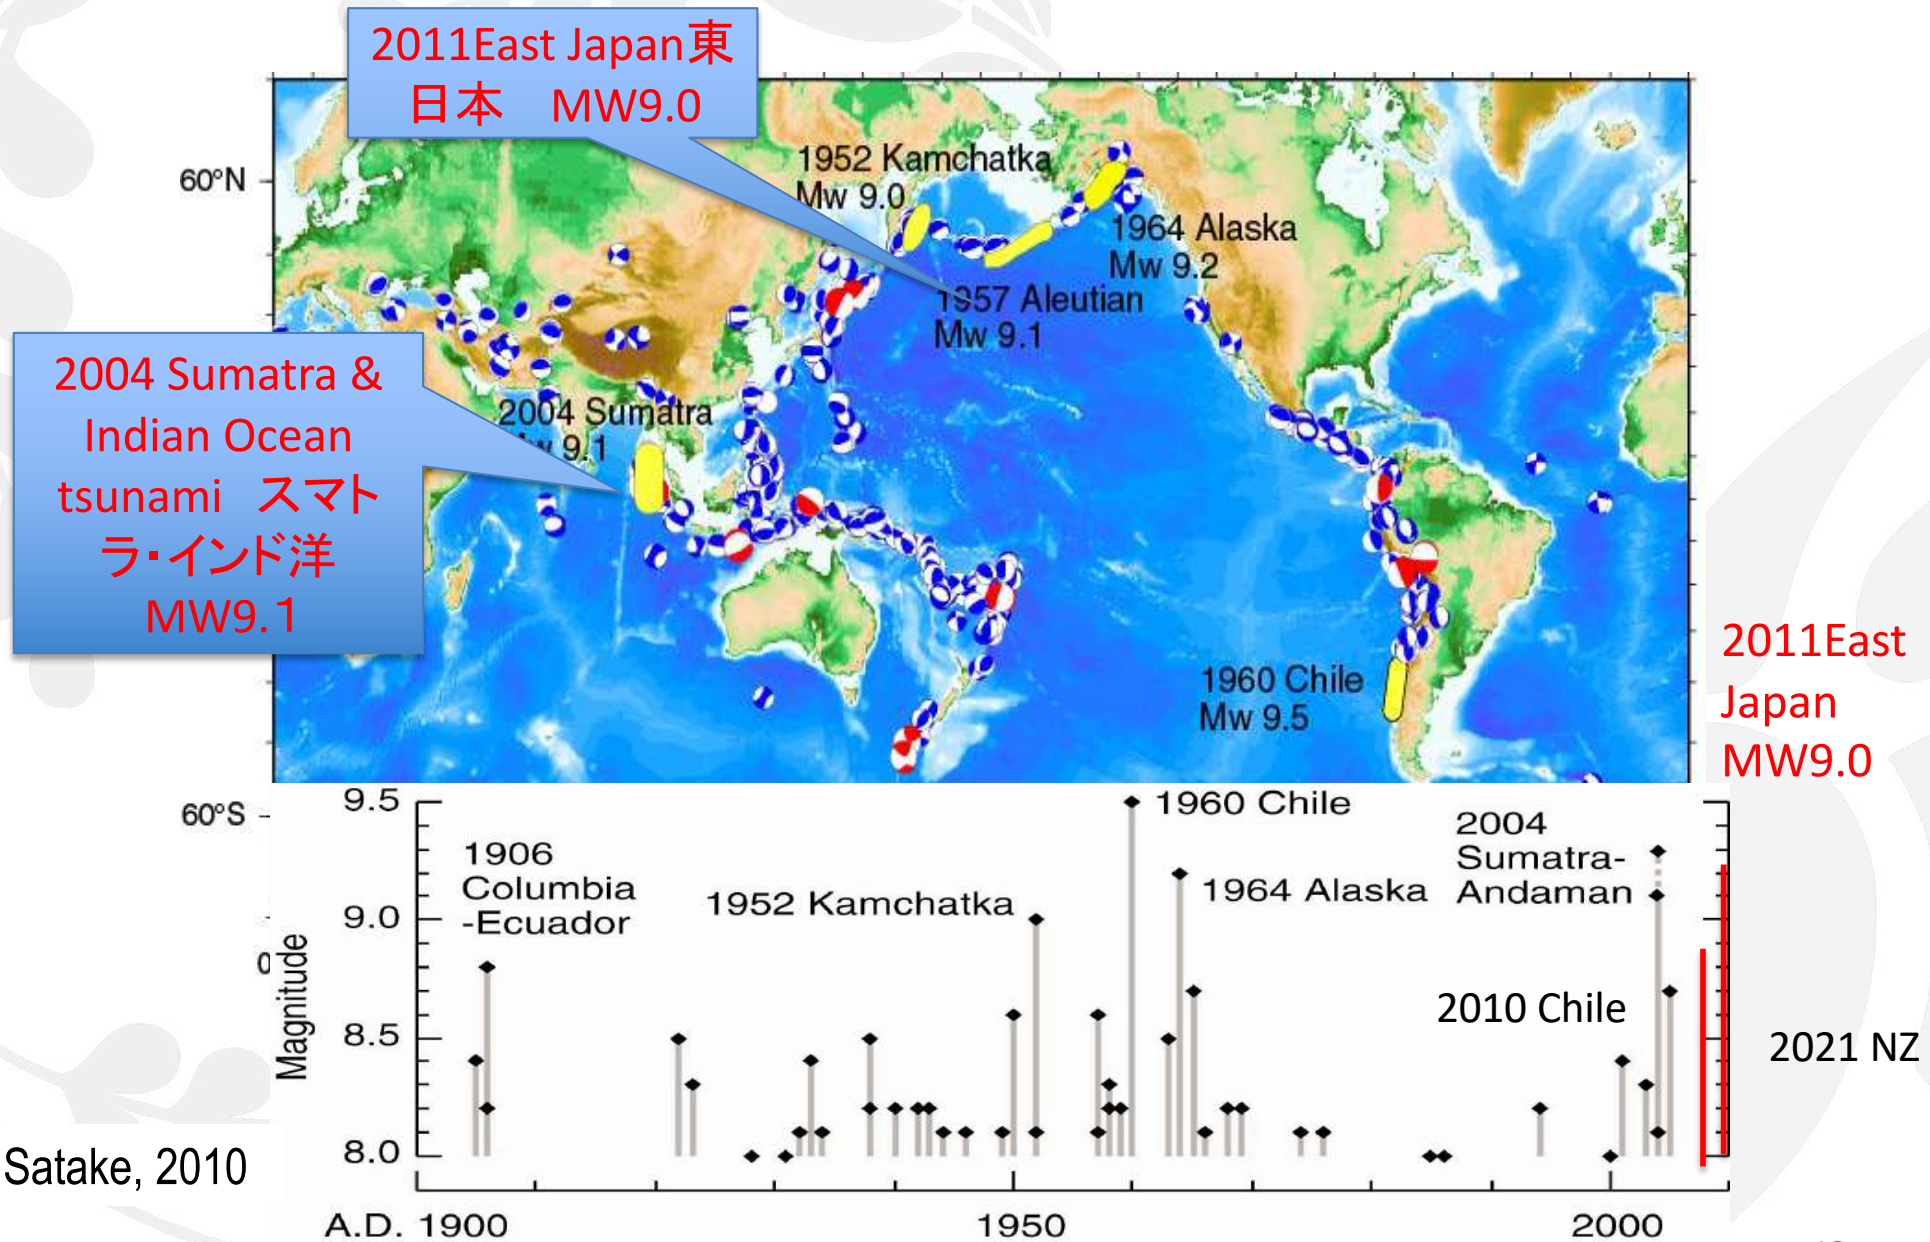 2011East Japan東
日本　MW9.0
1952 Kamchatka
Mw 9.0
60°N
1964 Alaska
Mw 9.2
1957 Aleutian
Mw 9.1
2004 Sumatra &
Indian Ocean
tsunami　スマト
ラ・インド洋
MW9.1
2004 Sumatra
9.1
1960 Chile
Mw 9.5
2011East
Japan
MW9.0
60°S
9.5
1960 Chile
2004
Sumatra-
Andaman
1906
Columbia
-Ecuador
1952 Kamchatka
1964 Alaska
9.0
0
Magnitude
2010 Chile
8.5
2021 NZ
8.0
Satake, 2010
A.D. 1900
1950
2000